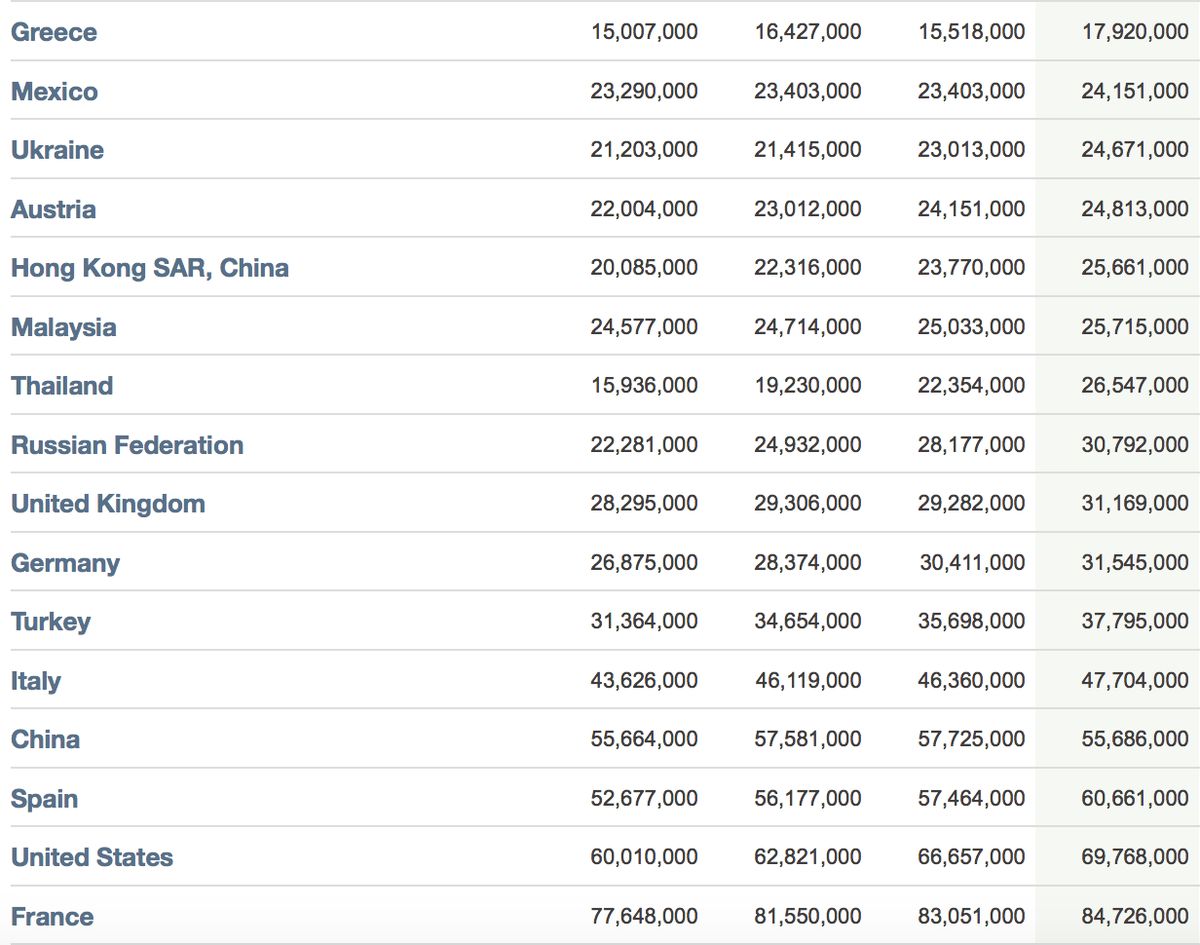 Greece 15,007,000 16,427,000 15,518,000 17,920,000
Mexico 23,290,000 23,403,000 23,403,000 24,151,000
Ukraine 21,203,000 21,415,000 23,013,000 24,671,000
Austria 22,004,000 23,012,000 24,151,000 24,813,000
Hong Kong SAR, China 20,085,000 22,316,000 23,770,000 25,661,000
Malaysia 24,577,000 24,714,000 25,033,000 25,715,000
Thailand 15,936,000 19,230,000 22,354,000 26,547,000
Russian Federation 22,281,000 24,932,000 28,177,000 30,792,000
United Kingdom 28,295,000 29,306,000 29,282,000 31,169,000
Germany 26,875,000 28,374,000 30,411,000 31,545,000
Turkey 31,364,000 34,654,000 35,698,000 37,795,000
Italy 43,626,000 46,119,000 46,360,000 47,704,000
China 55,664,000 57,581,000 57,725,000 55,686,000
Spain 52,677,000 56,177,000 57,464,000 60,661,000
United States 60,010,000 62,821,000 66,657,000 69,768,000
France 77,648,000 81,550,000 83,051,000 84,726,000